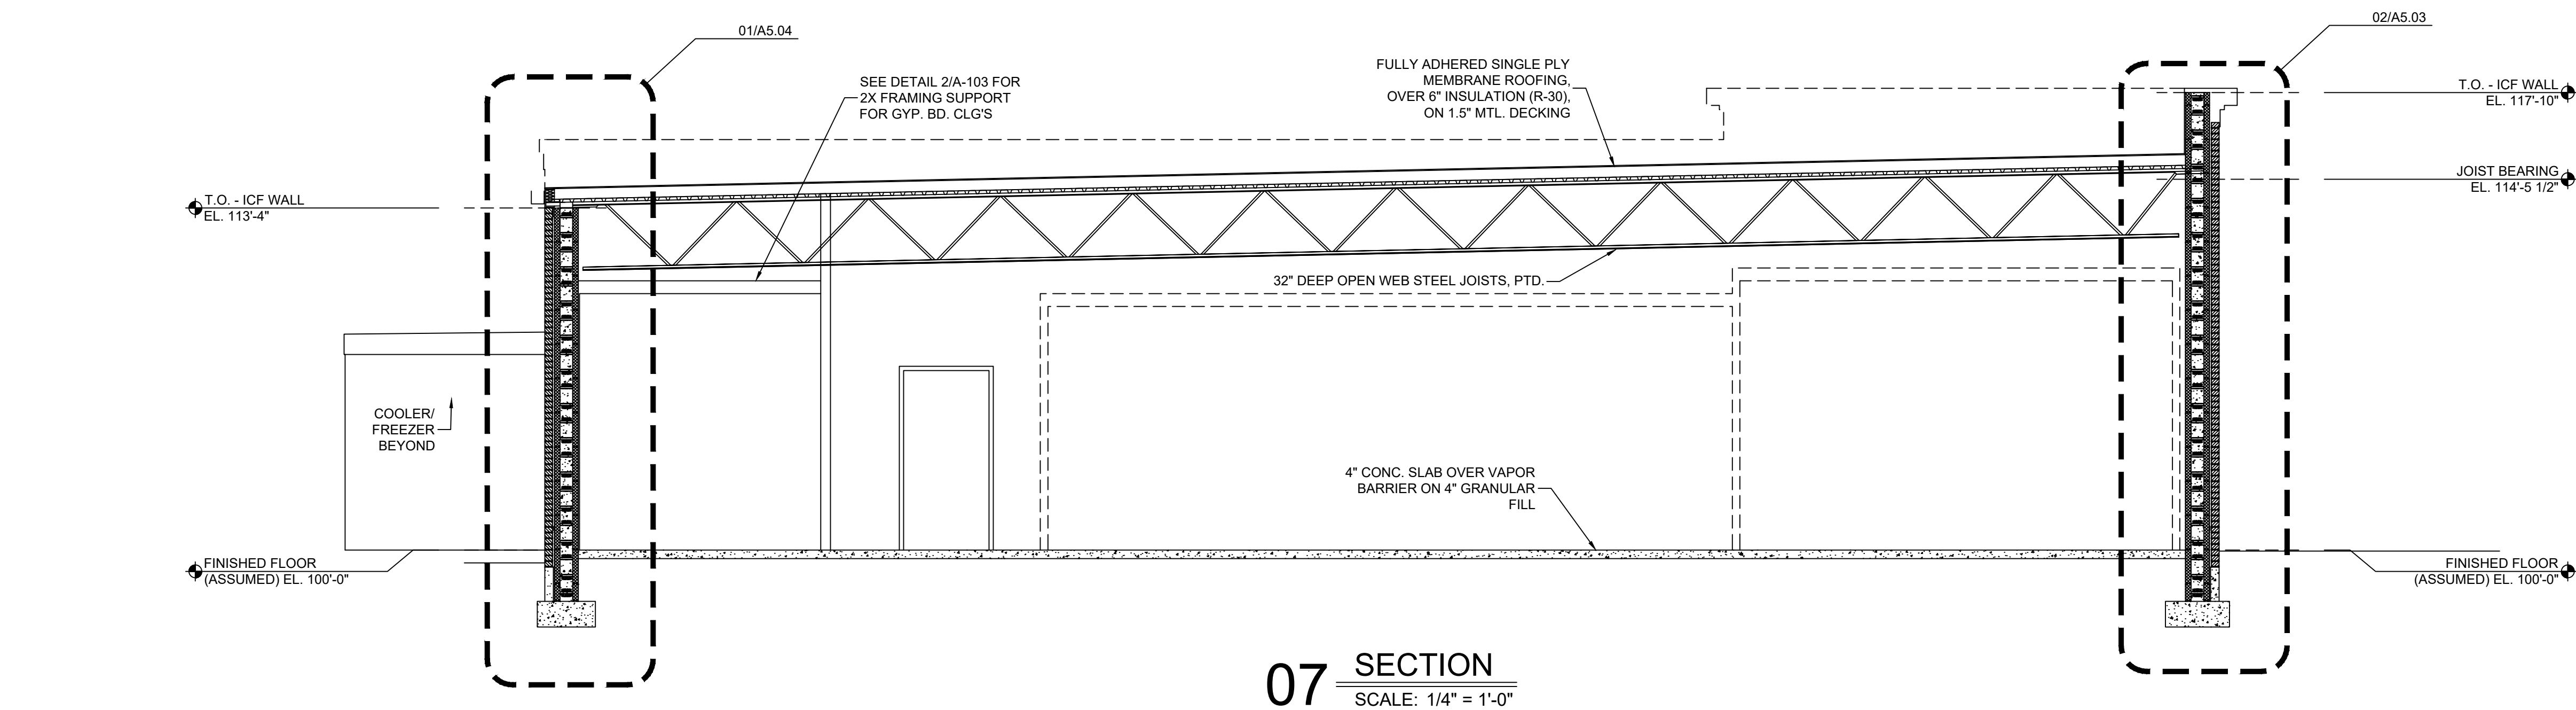 01/A5.04
02/A5.03
SEE DETAIL 2/A-103 FOR
2X FRAMING SUPPORT
FOR GYP. BD. CLG'S
FULLY ADHERED SINGLE PLY
MEMBRANE ROOFING,
OVER 6" INSULATION (R-30),
ON 1.5" MTL. DECKING
T.O. - ICF WALL
EL. 117'-10"
JOIST BEARING
EL. 114'-5 1/2"
T.O. - ICF WALL
EL. 113'-4"
32" DEEP OPEN WEB STEEL JOISTS, PTD.
COOLER/
FREEZER
BEYOND
4" CONC. SLAB OVER VAPOR
BARRIER ON 4" GRANULAR
FILL
FINISHED FLOOR
(ASSUMED) EL. 100'-0"
FINISHED FLOOR
(ASSUMED) EL. 100'-0"
07 SECTION
SCALE: 1/4" = 1'-0"